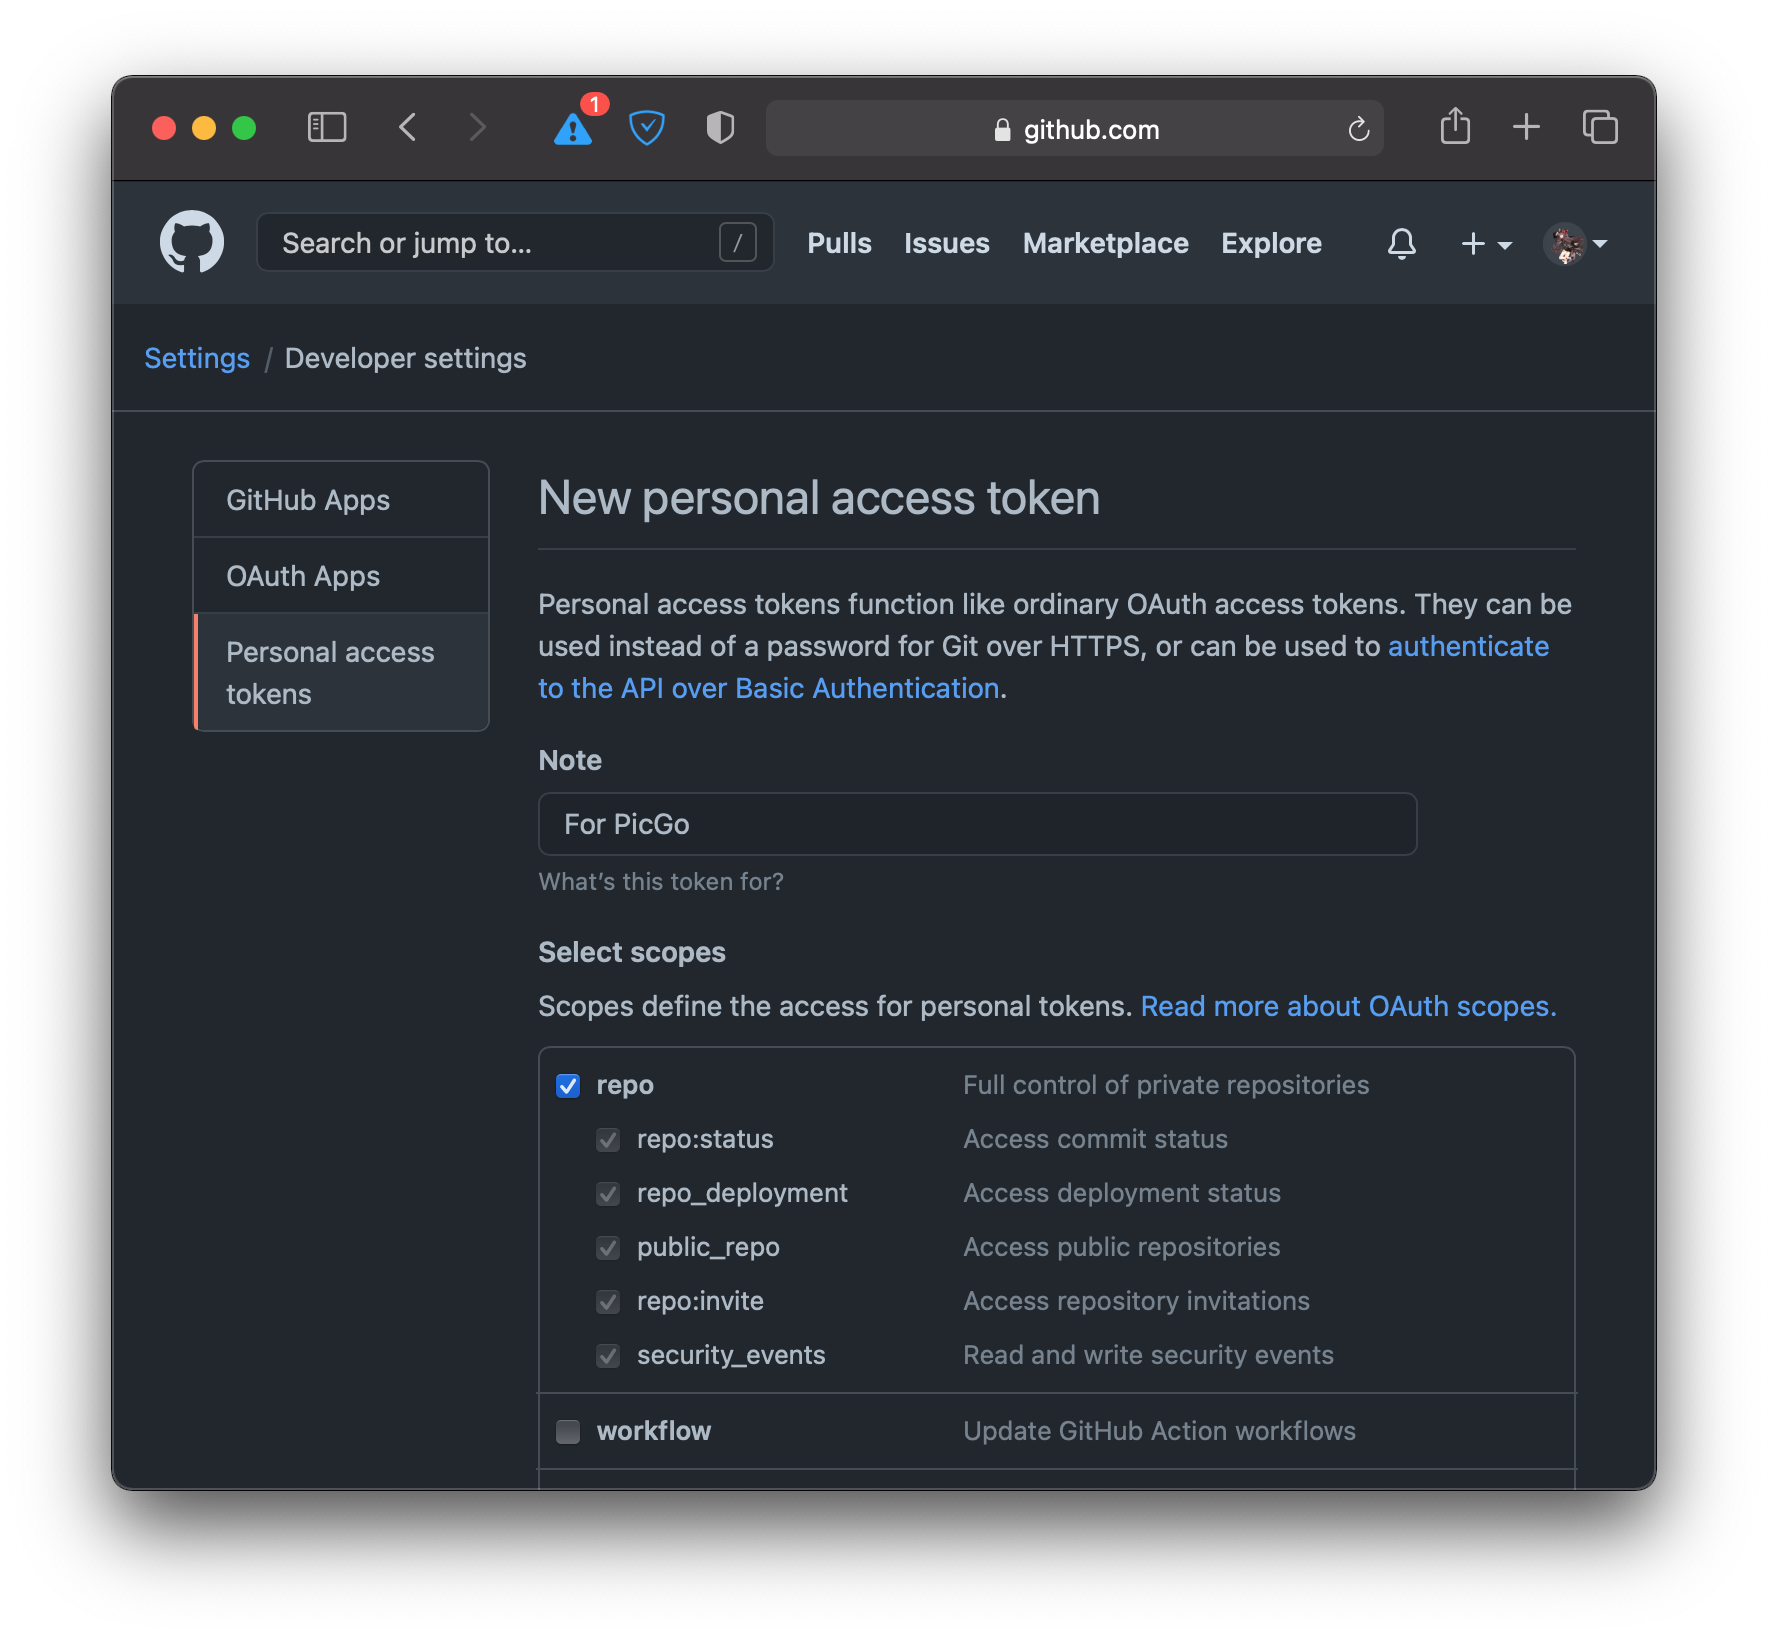 1
github.com
Search or jump to... /
Pulls Issues Marketplace Explore
Settings / Developer settings
GitHub Apps
OAuth Apps
Personal access
tokens
New personal access token
Personal access tokens function like ordinary OAuth access tokens. They can be
used instead of a password for Git over HTTPS, or can be used to authenticate
to the API over Basic Authentication.
Note
For PicGo
What’s this token for?
Select scopes
Scopes define the access for personal tokens. Read more about OAuth scopes.
repo Full control of private repositories
repo:status Access commit status
repo_deployment Access deployment status
public_repo Access public repositories
repo:invite Access repository invitations
security_events Read and write security events
workflow Update GitHub Action workflows